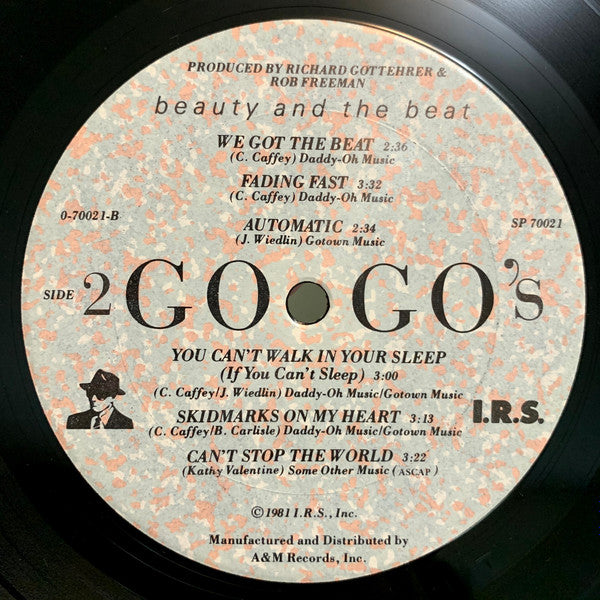 PRODUCED BY RICHARD GOTTEHRER &
ROB FREEMAN
beauty and the beat
WE GOT THE BEAT 2:36
(C. Caffey) Daddy-Oh Music
FADING FAST 3:32
(C. Caffey) Daddy-Oh Music
0-70021-B
SP 70021
AUTOMATIC 2:34
(J. Wiedlin) Gotown Music
SIDE 2 GO GO's
YOU CAN'T WALK IN YOUR SLEEP
(If You Can't Sleep) 3:00
(C. Caffey/J. Wiedlin) Daddy-Oh Music/Gotown Music
SKIDMARKS ON MY HEART 3:13
(C. Caffey/B. Carlisle) Daddy-Oh Music/Gotown Music
I.R.S.
CAN'T STOP THE WORLD 3:22
(Kathy Valentine) Some Other Music (ASCAP)
©1981 I.R.S., Inc.
Manufactured and Distributed by
A&M Records, Inc.